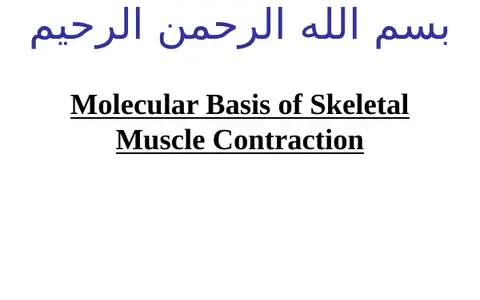 بسم الله الرحمن الرحيم
Molecular Basis of Skeletal
Muscle Contraction